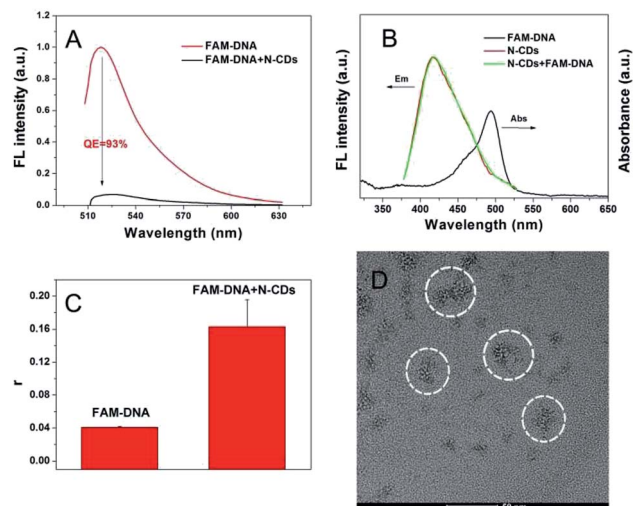 A
FAM-DNA
FAM-DNA+N-CDs
QE=93%
FL intensity (a.u.)
1.0
0.8
0.6
0.4
0.2
0.0
510 540 570 600 630
Wavelength (nm)
B
FAM-DNA
N-CDs
N-CDs+FAM-DNA
Em
Abs
FL intensity (a.u.)
Absorbance (a.u.)
350 400 450 500 550 600 650
Wavelength (nm)
C
FAM-DNA+N-CDs
FAM-DNA
r
0.20
0.16
0.12
0.08
0.04
0.00
D